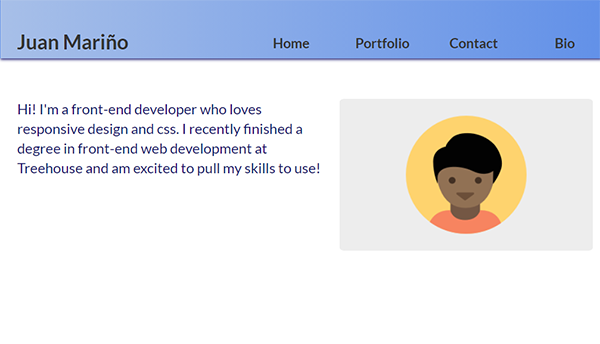 Juan Mariño
Home Portfolio Contact Bio
Hi! I'm a front-end developer who loves
responsive design and css. I recently finished a
degree in front-end web development at
Treehouse and am excited to pull my skills to use!